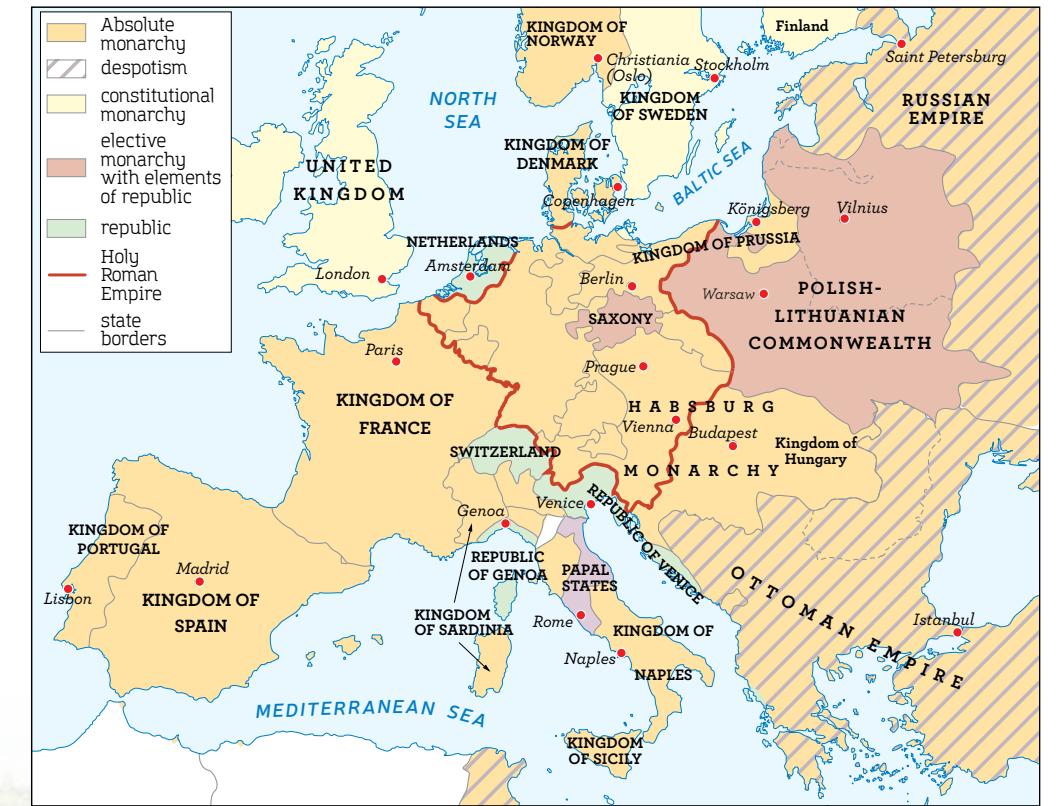 Absolute
monarchy
despotism
constitutional
monarchy
elective
monarchy
with elements
of republic
republic
Holy
Roman
Empire
state
borders
KINGDOM OF
NORWAY
Christiania
(Oslo)
Stockholm
Finland
Saint Petersburg
RUSSIAN
EMPIRE
NORTH
SEA
KINGDOM
OF SWEDEN
KINGDOM OF
DENMARK
Copenhagen
BALTIC SEA
UNITED
KINGDOM
London
NETHERLANDS
Amsterdam
Königsberg
Vilnius
KINGDOM OF PRUSSIA
Berlin
Warsaw
POLISH-
LITHUANIAN
COMMONWEALTH
SAXONY
Paris
Prague
KINGDOM OF
FRANCE
HABSBURG
MONARCHY
Vienna
Budapest
Kingdom of
Hungary
SWITZERLAND
Venice
REPUBLIC OF VENICE
Genoa
REPUBLIC
OF GENOA
PAPAL
STATES
KINGDOM OF
PORTUGAL
Lisbon
Madrid
KINGDOM OF
SPAIN
KINGDOM
OF SARDINIA
Rome
KINGDOM OF
NAPLES
Naples
OTTOMAN EMPIRE
Istanbul
MEDITERRANEAN SEA
KINGDOM
OF SICILY